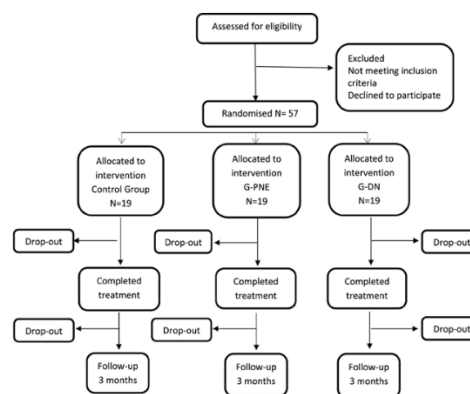 Assessed for eligibility
Excluded
Not meeting inclusion
criteria
Declined to participate
Randomised N= 57
Allocated to
intervention
Control Group
N=19
Allocated to
intervention
G-PNE
N=19
Allocated to
intervention
G-DN
N=19
Drop-out
Drop-out
Drop-out
Completed
treatment
Completed
treatment
Completed
treatment
Drop-out
Drop-out
Drop-out
Follow-up
3 months
Follow-up
3 months
Follow-up
3 months